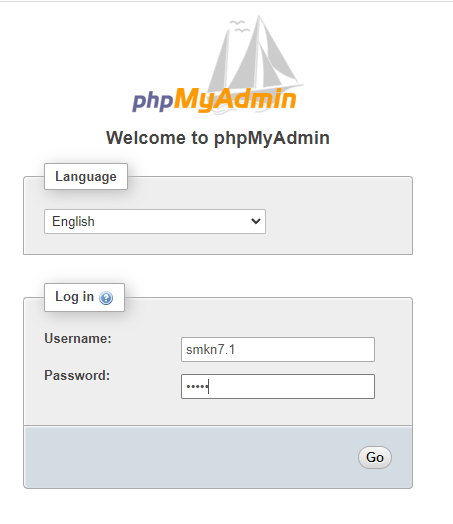 phpMyAdmin
Welcome to phpMyAdmin
Language
English
Log in
Username:
smkn7.1
Password:
•••••
Go